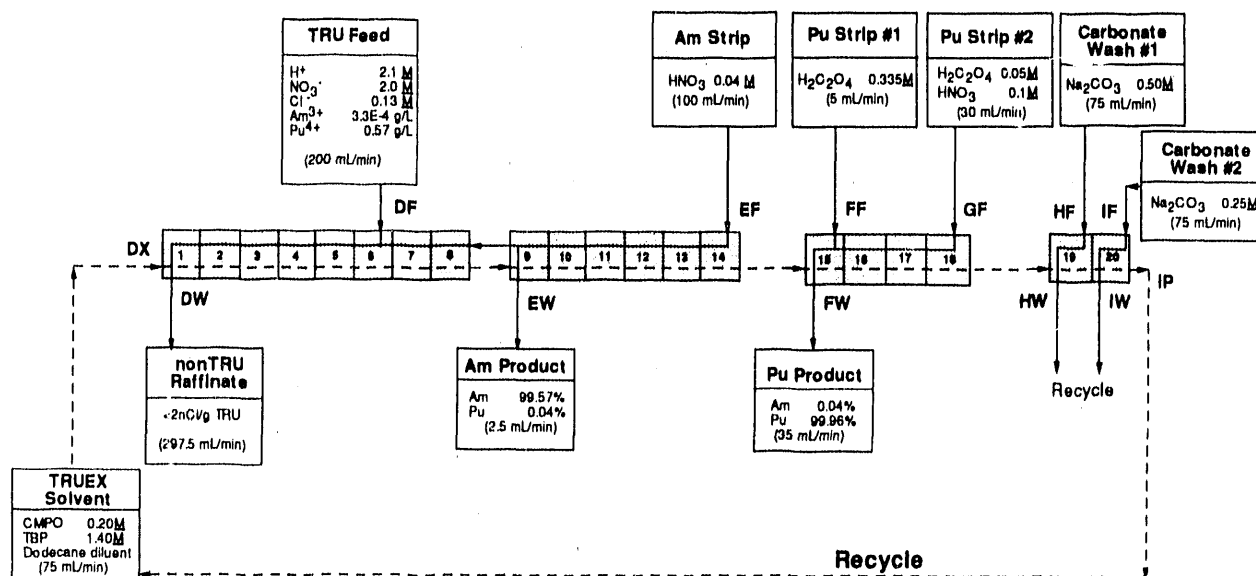 TRU Feed
H+ 2.1 M
NO3- 2.0 M
Cl- 0.13 M
Am3+ 3.3E-4 g/L
Pu4+ 0.57 g/L
(200 mL/min)
Am Strip
HNO3 0.04 M
(100 mL/min)
Pu Strip #1
H2C2O4 0.335M
(5 mL/min)
Pu Strip #2
H2C2O4 0.05M
HNO3 0.1M
(30 mL/min)
Carbonate
Wash #1
Na2CO3 0.50M
(75 mL/min)
Carbonate
Wash #2
Na2CO3 0.25M
(75 mL/min)
DF
EF
FF
GF
HF
IF
DX
1 2 3 4 5 6 7 8
9 10 11 12 13 14
15 16 17 18
19 20
DW
EW
FW
HW
IW
IP
nonTRU
Raffinate
<2nCi/g TRU
(297.5 mL/min)
Am Product
Am 99.57%
Pu 0.04%
(2.5 mL/min)
Pu Product
Am 0.04%
Pu 99.96%
(35 mL/min)
Recycle
TRUEX
Solvent
CMPO 0.20M
TBP 1.40M
Dodecane diluent
(75 mL/min)
Recycle